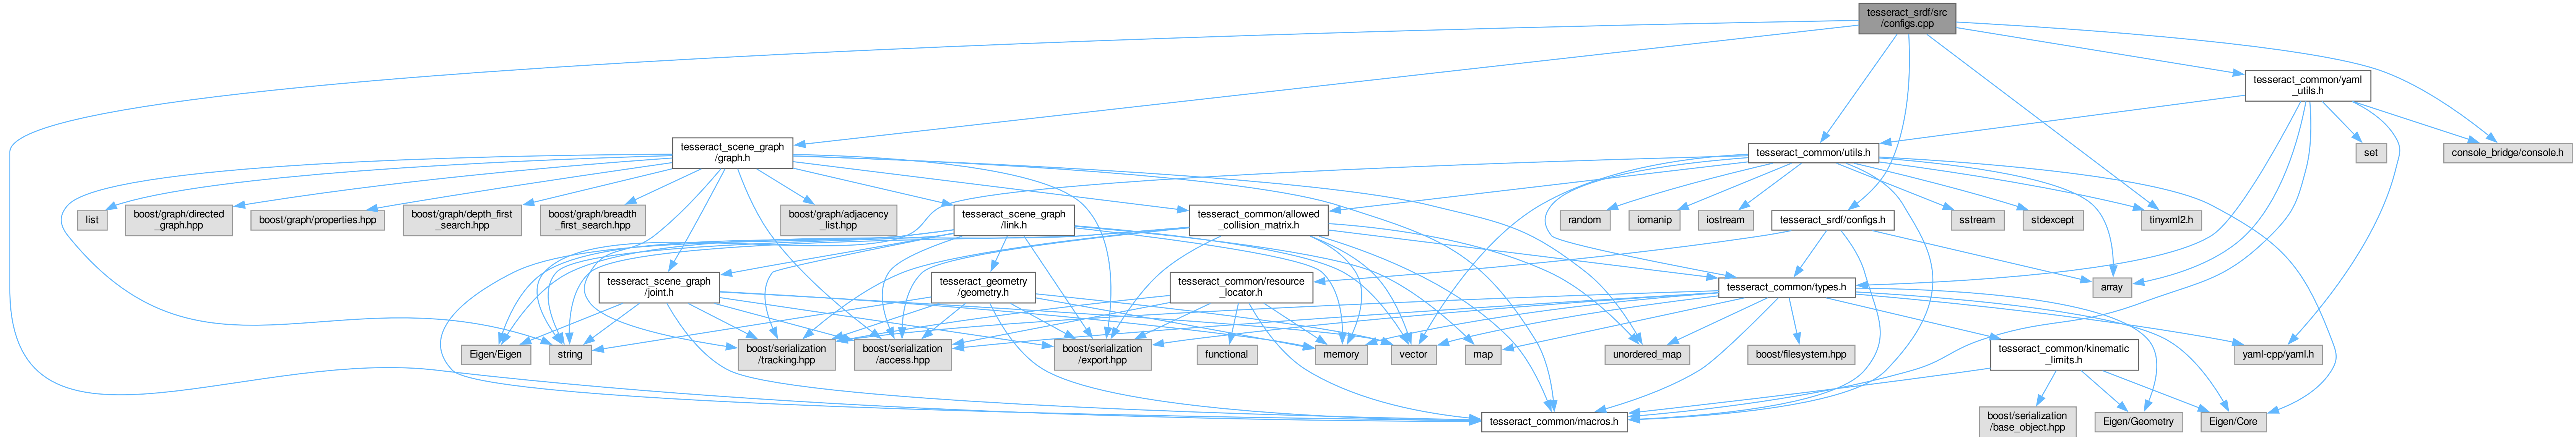 tesseract_srdf/src
/configs.cpp
tesseract_common/yaml
_utils.h
tesseract_scene_graph
/graph.h
tesseract_common/utils.h
set
console_bridge/console.h
list
boost/graph/directed
_graph.hpp
boost/graph/properties.hpp
boost/graph/depth_first
_search.hpp
boost/graph/breadth
_first_search.hpp
boost/graph/adjacency
_list.hpp
tesseract_scene_graph
/link.h
tesseract_common/allowed
_collision_matrix.h
random
iomanip
iostream
tesseract_srdf/configs.h
sstream
stdexcept
tinyxml2.h
tesseract_scene_graph
/joint.h
tesseract_geometry
/geometry.h
tesseract_common/resource
_locator.h
tesseract_common/types.h
array
Eigen/Eigen
string
boost/serialization
/tracking.hpp
boost/serialization
/access.hpp
boost/serialization
/export.hpp
functional
memory
vector
map
unordered_map
boost/filesystem.hpp
tesseract_common/kinematic
_limits.h
yaml-cpp/yaml.h
tesseract_common/macros.h
boost/serialization
/base_object.hpp
Eigen/Geometry
Eigen/Core